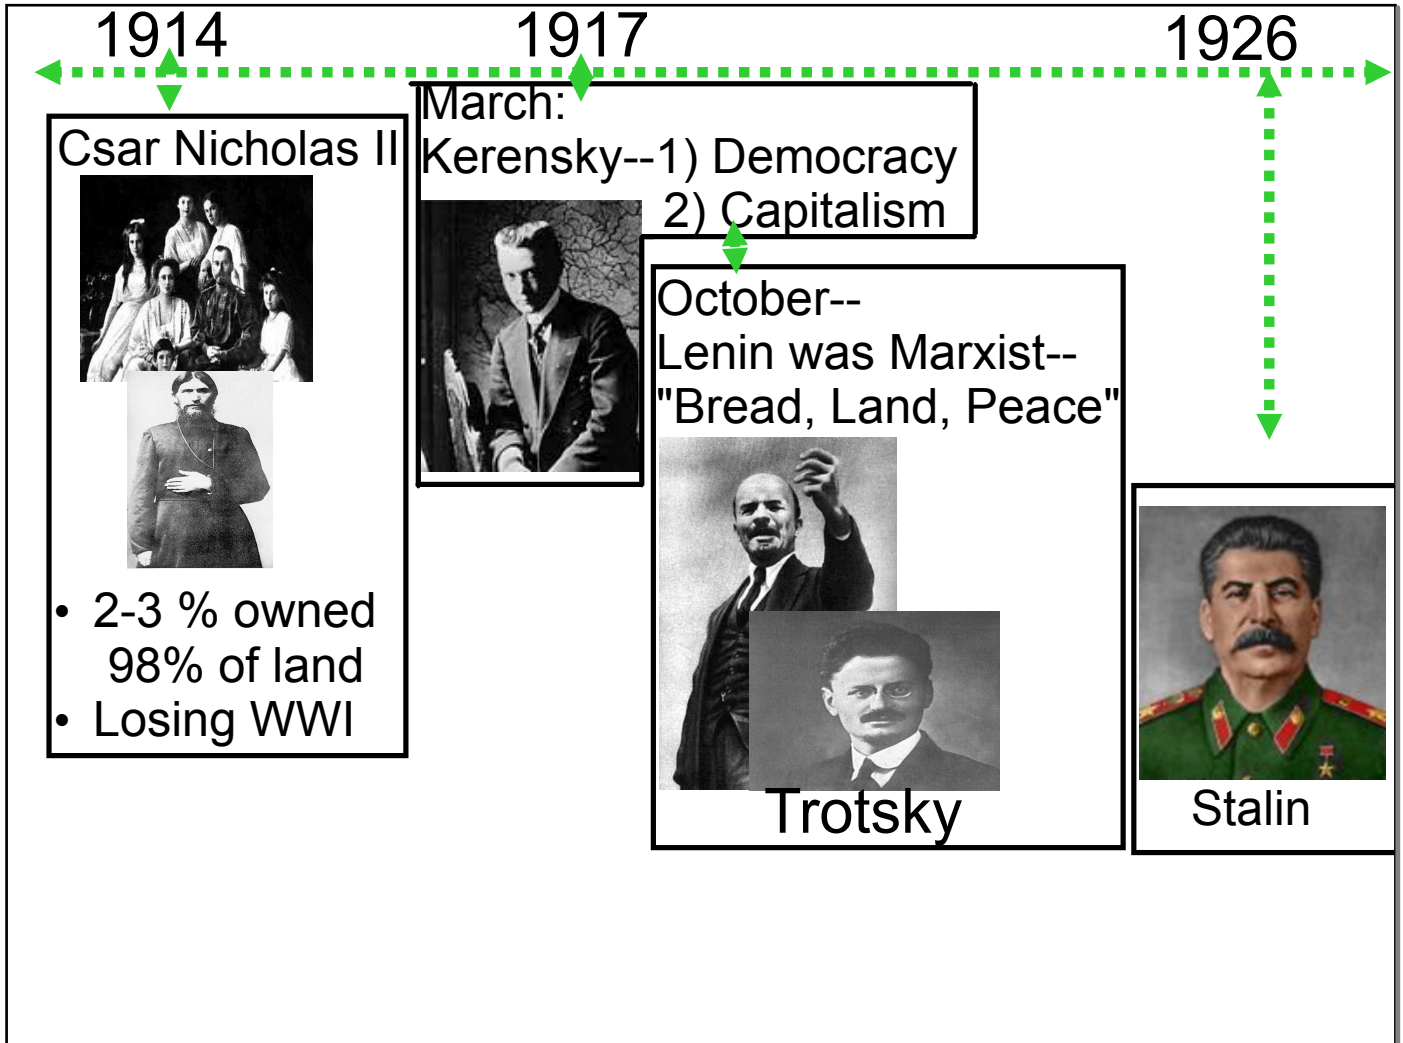 1914
1917
1926
Csar Nicholas II
• 2-3 % owned
98% of land
• Losing WWI
March:
Kerensky--1) Democracy
2) Capitalism
October--
Lenin was Marxist--
"Bread, Land, Peace"
Trotsky
Stalin